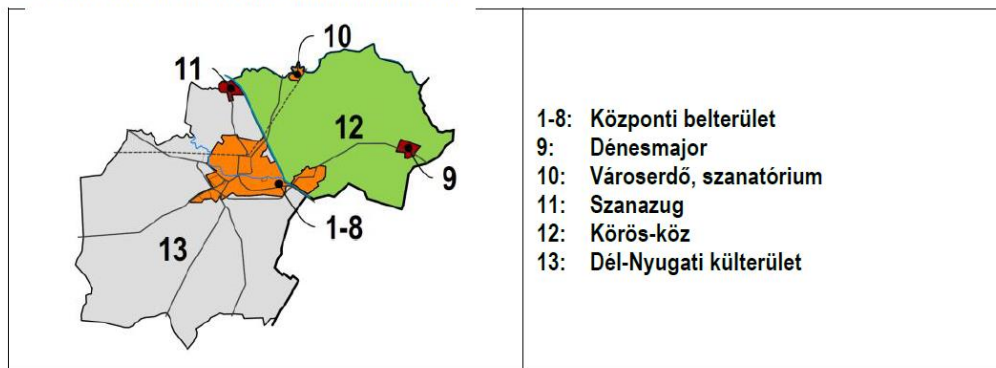 10
11
12
9
1-8
13
1-8: Központi belterület
9: Dénesmajor
10: Városerdő, szanatórium
11: Szanazug
12: Körös-köz
13: Dél-Nyugati külterület